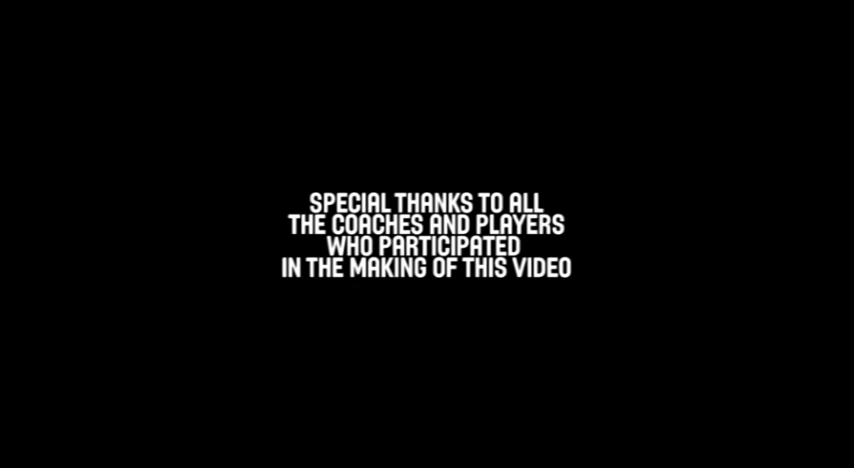 SPECIAL THANKS TO ALL
THE COACHES AND PLAYERS
WHO PARTICIPATED
IN THE MAKING OF THIS VIDEO